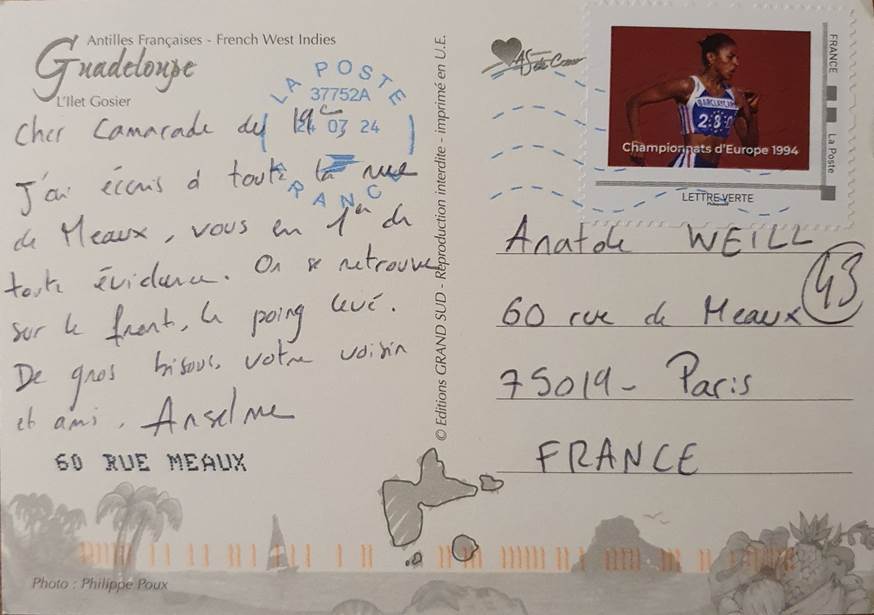 Antilles Françaises - French West Indies
Guadeloupe
L'Ilet Gosier
Cher Camarade du 19e
J'ai écris à toute la rue
de Meaux, vous en 1er de
toute évidence. On se retrouve
sur le front, le poing levé.
De gros bisous, votre voisin
et ami. Anselme
60 RUE MEAUX
Photo : Philippe Poux
LA POSTE
37752A
24 03 24
FRANCE
© Editions GRAND SUD - Reproduction interdite - imprimé en U.E.
As de Cœur
BARCLAYCARD
280
Championnats d'Europe 1994
FRANCE
La Poste
LETTRE VERTE
Anatole WEILL
60 rue de Meaux
43
75019 - Paris
FRANCE